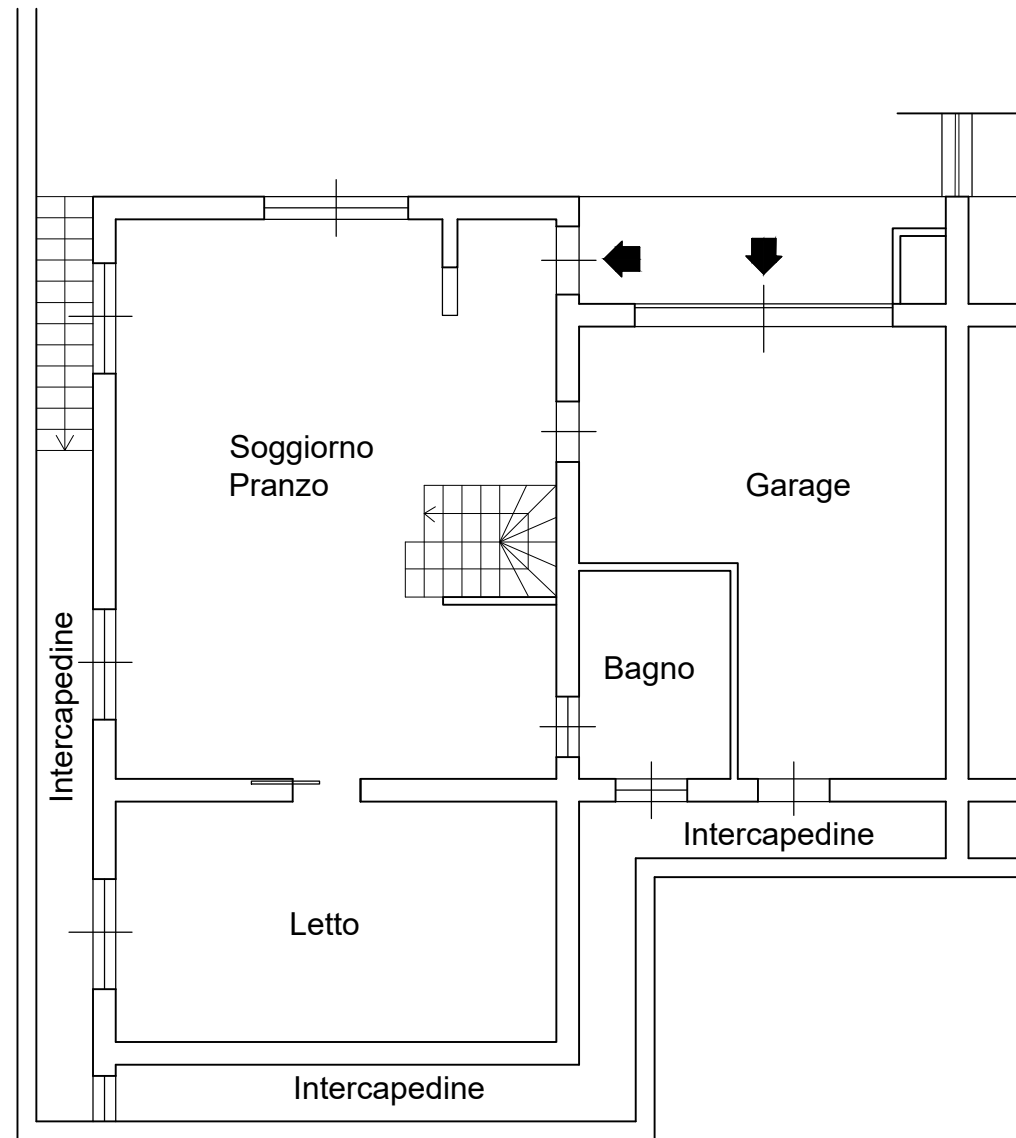 Soggiorno
Pranzo
Garage
Intercapedine
Bagno
Intercapedine
Letto
Intercapedine